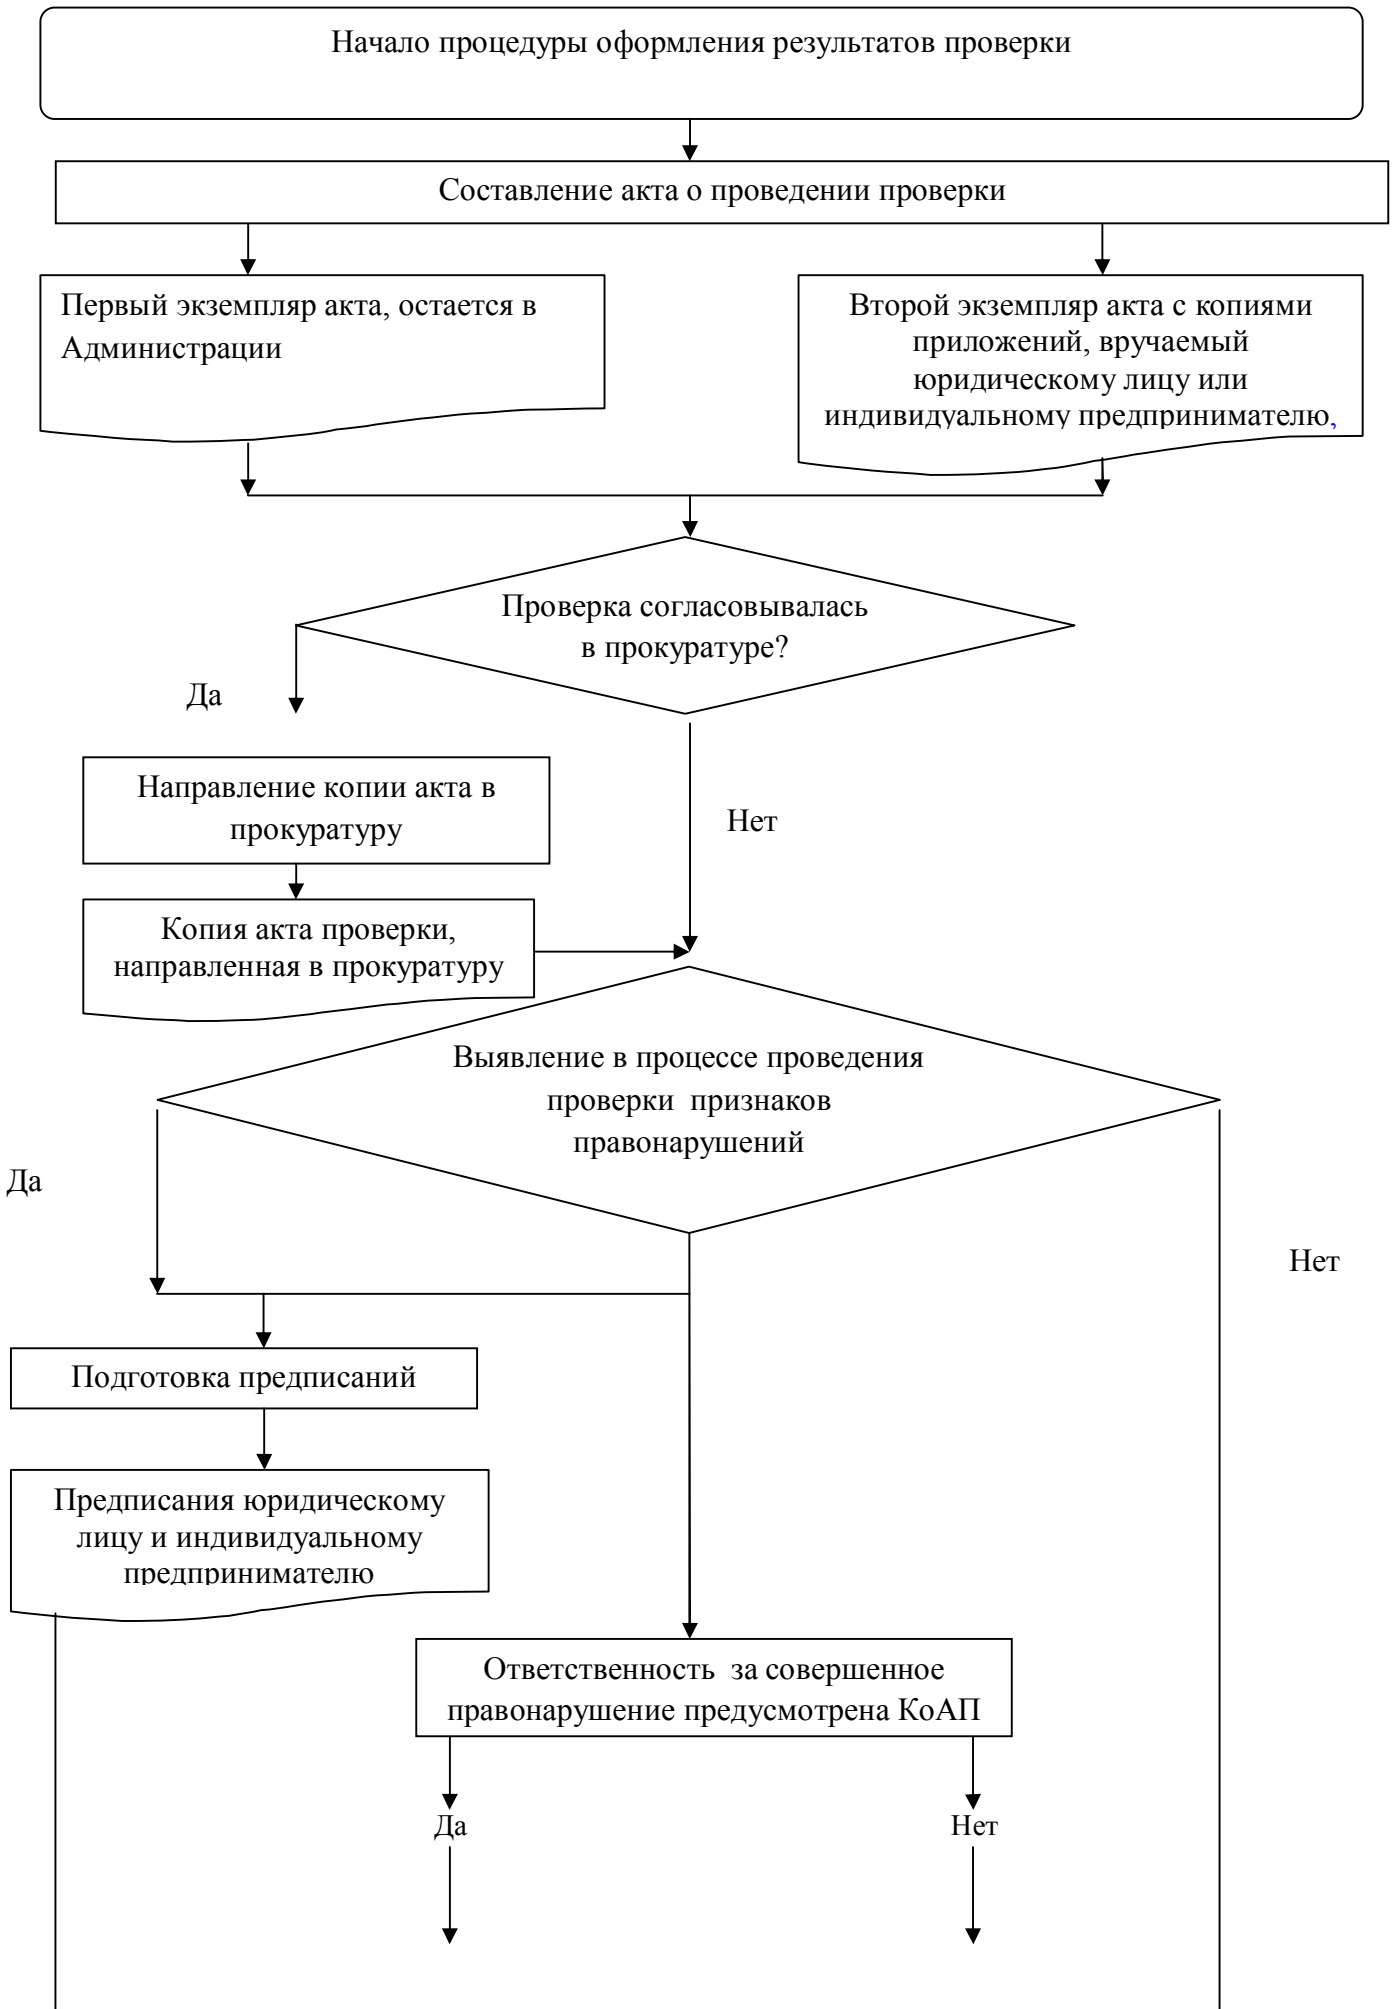 Начало процедуры оформления результатов проверки
Составление акта о проведении проверки
Первый экземпляр акта, остается в
Администрации
Второй экземпляр акта с копиями
приложений, вручаемый
юридическому лицу или
индивидуальному предпринимателю,
Проверка согласовывалась
в прокуратуре?
Да
Направление копии акта в
прокуратуру
Нет
Копия акта проверки,
направленная в прокуратуру
Выявление в процессе проведения
проверки признаков
правонарушений
Да
Нет
Подготовка предписаний
Предписания юридическому
лицу и индивидуальному
предпринимателю
Ответственность за совершенное
правонарушение предусмотрена КоАП
Да
Нет